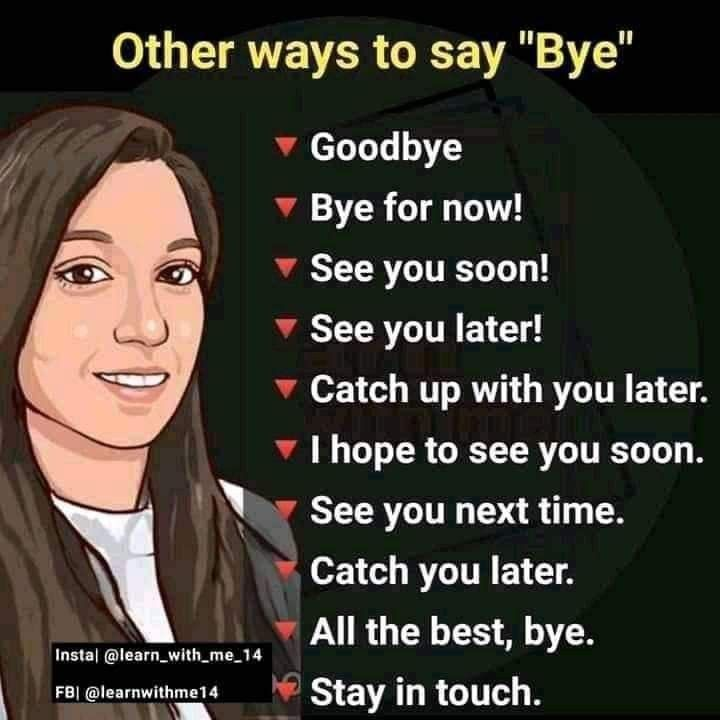 Other ways to say "Bye"
Goodbye
Bye for now!
See you soon!
See you later!
Catch up with you later.
I hope to see you soon.
See you next time.
Catch you later.
All the best, bye.
Stay in touch.
Insta| @learn_with_me_14
FB| @learnwithme14